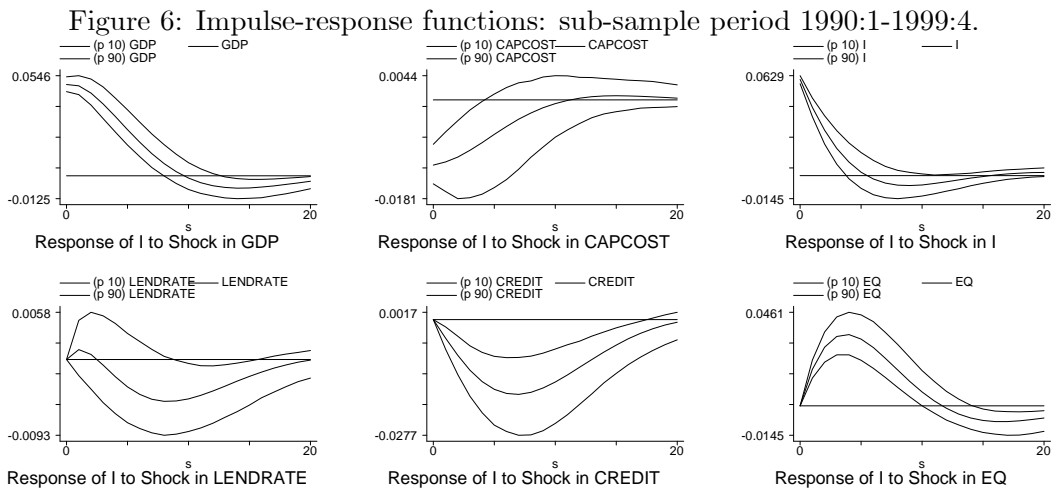 Figure 6: Impulse-response functions: sub-sample period 1990:1-1999:4.
(p 10) GDP GDP
(p 90) GDP
0.0546
-0.0125
0 20
s
Response of I to Shock in GDP
(p 10) CAPCOST CAPCOST
(p 90) CAPCOST
0.0044
-0.0181
0 20
s
Response of I to Shock in CAPCOST
(p 10) I I
(p 90) I
0.0629
-0.0145
0 20
s
Response of I to Shock in I
(p 10) LENDRATE LENDRATE
(p 90) LENDRATE
0.0058
-0.0093
0 20
s
Response of I to Shock in LENDRATE
(p 10) CREDIT CREDIT
(p 90) CREDIT
0.0017
-0.0277
0 20
s
Response of I to Shock in CREDIT
(p 10) EQ EQ
(p 90) EQ
0.0461
-0.0145
0 20
s
Response of I to Shock in EQ